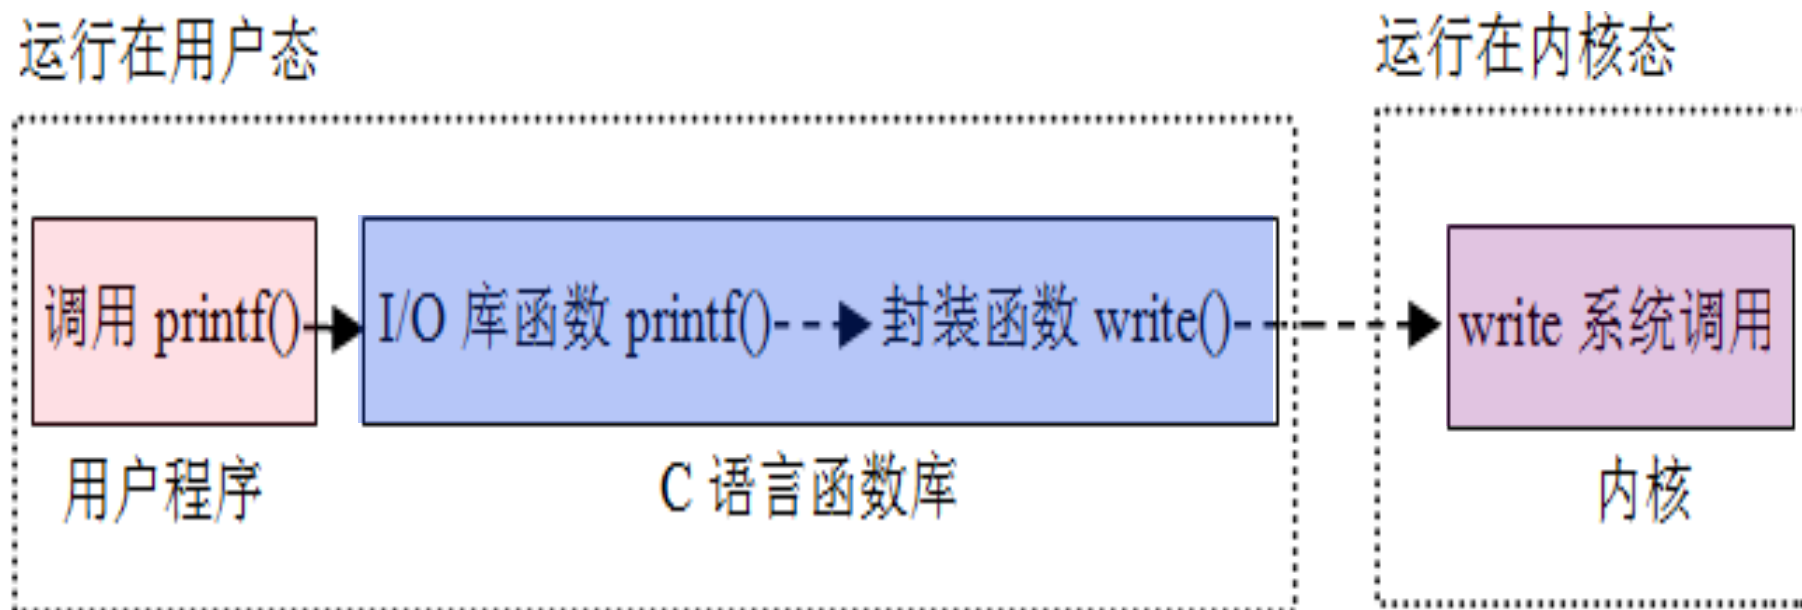 运行在用户态
运行在内核态
调用 printf()
I/O 库函数 printf()
封装函数 write()
write 系统调用
用户程序
C 语言函数库
内核